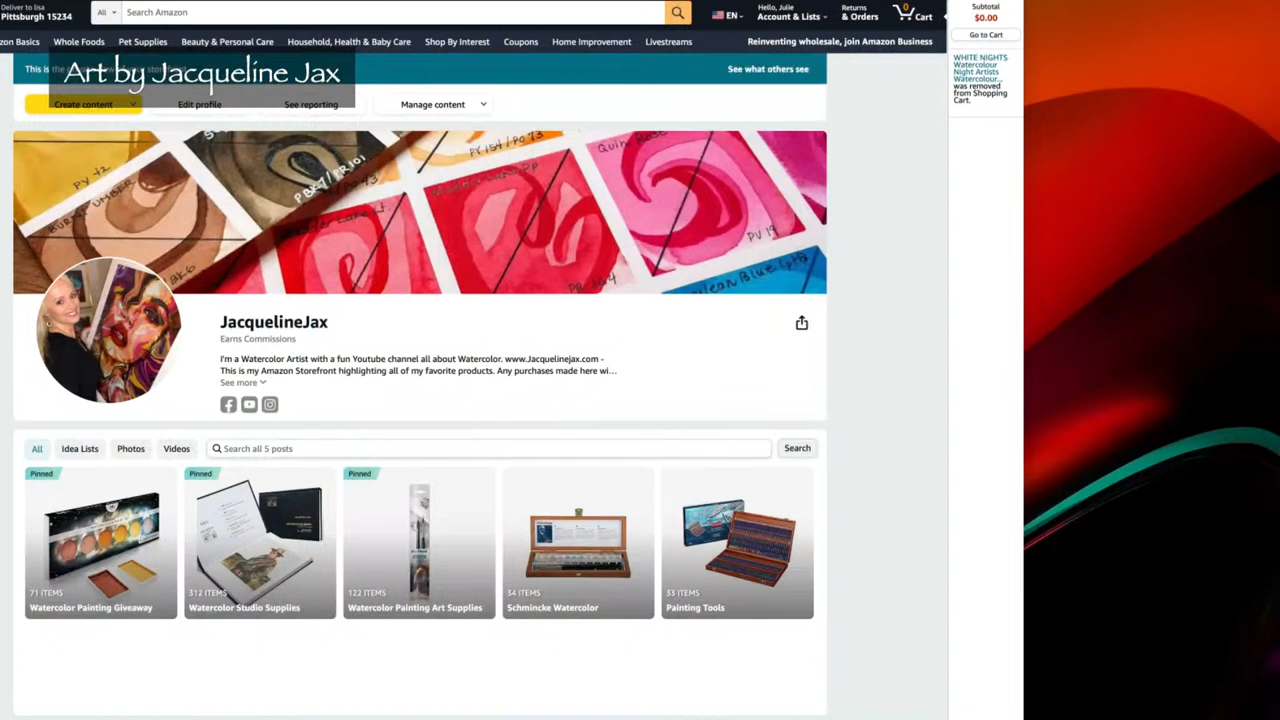 Deliver to lisa
Pittsburgh 15234
All
Search Amazon
EN
Hello, Julie
Account & Lists
Returns
& Orders
0
Cart
Subtotal
$0.00
Go to Cart
WHITE NIGHTS
Watercolour
Night Artists
Watercolour...
was removed
from Shopping
Cart.
zon Basics
Whole Foods
Pet Supplies
Beauty & Personal Care
Household, Health & Baby Care
Shop By Interest
Coupons
Home Improvement
Livestreams
Reinventing wholesale, join Amazon Business
This is
Art by Jacqueline Jax
See what others see
Create content
Edit profile
See reporting
Manage content
PY 42
BURNT UMBER
PBK7/PR101
PY 154 / PO 73
Quin Rose
PV 19
JacquelineJax
Earns Commissions
I'm a Watercolor Artist with a fun Youtube channel all about Watercolor. www.Jacquelinejax.com -
This is my Amazon Storefront highlighting all of my favorite products. Any purchases made here wi...
See more
All
Idea Lists
Photos
Videos
Search all 5 posts
Search
Pinned
Pinned
Pinned
71 ITEMS
Watercolor Painting Giveaway
312 ITEMS
Watercolor Studio Supplies
122 ITEMS
Watercolor Painting Art Supplies
34 ITEMS
Schmincke Watercolor
33 ITEMS
Painting Tools